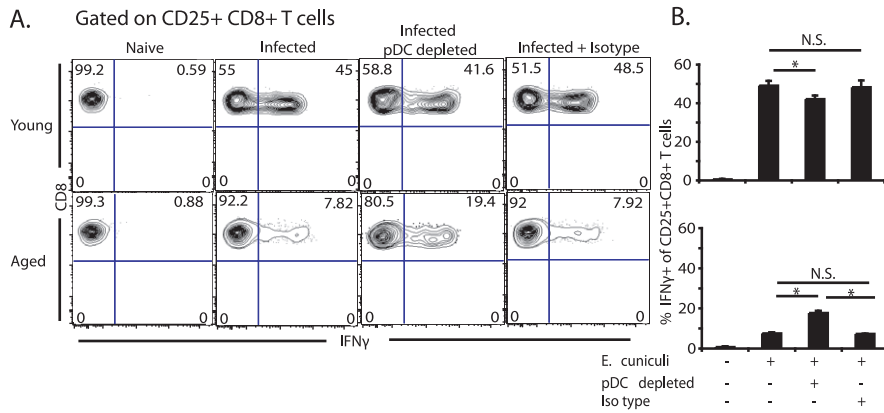 A.
Gated on CD25+ CD8+ T cells
Naive
Infected
Infected
pDC depleted
Infected + Isotype
Young
99.2 0.59
0 0
55 45
0 0
58.8 41.6
0 0
51.5 48.5
0 0
CD8
Aged
99.3 0.88
0 0
92.2 7.82
0 0
80.5 19.4
0 0
92 7.92
0 0
IFNγ
B.
% IFNγ+ of CD25+CD8+ T cells
N.S.
*
60
40
20
0
N.S.
* *
60
40
20
0
E. cuniculi - + + +
pDC depleted - - + -
Iso type - - - +